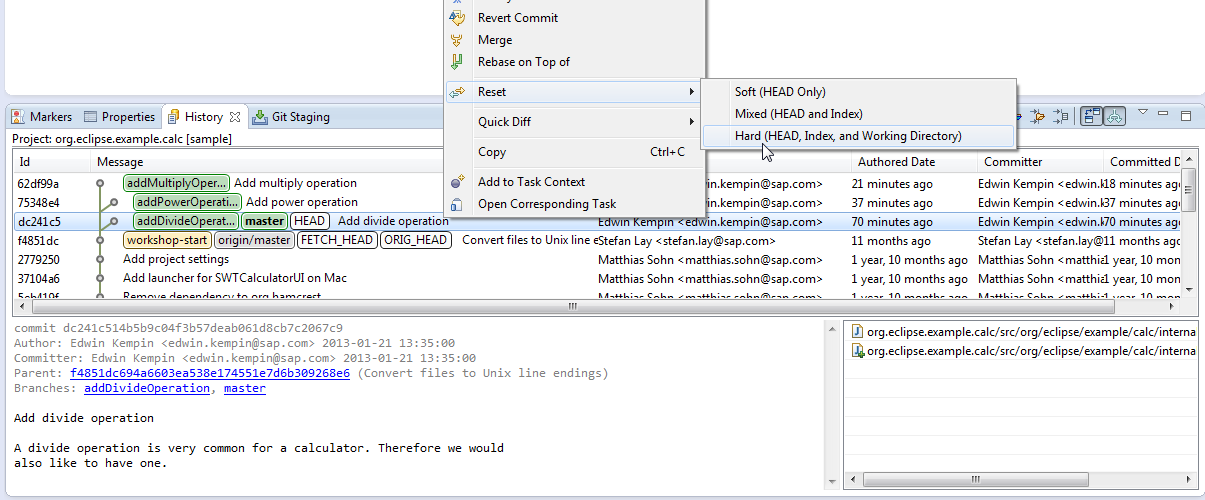 Revert Commit
Merge
Rebase on Top of
Reset
Soft (HEAD Only)
Mixed (HEAD and Index)
Hard (HEAD, Index, and Working Directory)
Quick Diff
Copy Ctrl+C
Add to Task Context
Open Corresponding Task
Markers Properties History Git Staging
Project: org.eclipse.example.calc [sample]
Id Message Authored Date Committer Committed D
62df99a addMultiplyOper... Add multiply operation win.kempin@sap.com> 21 minutes ago Edwin Kempin <edwin.k 18 minutes ago
75348e4 addPowerOperati... Add power operation win.kempin@sap.com> 37 minutes ago Edwin Kempin <edwin.k 37 minutes ago
dc241c5 addDivideOperat... master HEAD Add divide operation Edwin Kempin <edwin.kempin@sap.com> 70 minutes ago Edwin Kempin <edwin.k 70 minutes ago
f4851dc workshop-start origin/master FETCH_HEAD ORIG_HEAD Convert files to Unix line e Stefan Lay <stefan.lay@sap.com> 11 months ago Stefan Lay <stefan.lay@ 11 months ago
2779250 Add project settings Matthias Sohn <matthias.sohn@sap.com> 1 year, 10 months ago Matthias Sohn <matthia 1 year, 10 mon
37104a6 Add launcher for SWTCalculatorUI on Mac Matthias Sohn <matthias.sohn@sap.com> 1 year, 10 months ago Matthias Sohn <matthia 1 year, 10 mon
5eb419f Remove dependency to org.hamcrest Matthias Sohn <matthias.sohn@sap.com> 1 year, 10 months ago Matthias Sohn <matthia 1 year, 10 mon
commit dc241c514b5b9c04f3b57deab061d8cb7c2067c9
Author: Edwin Kempin <edwin.kempin@sap.com> 2013-01-21 13:35:00
Committer: Edwin Kempin <edwin.kempin@sap.com> 2013-01-21 13:35:00
Parent: f4851dc694a6603ea538e174551e7d6b309268e6 (Convert files to Unix line endings)
Branches: addDivideOperation, master
Add divide operation
A divide operation is very common for a calculator. Therefore we would
also like to have one.
org.eclipse.example.calc/src/org/eclipse/example/calc/interna
org.eclipse.example.calc/src/org/eclipse/example/calc/interna